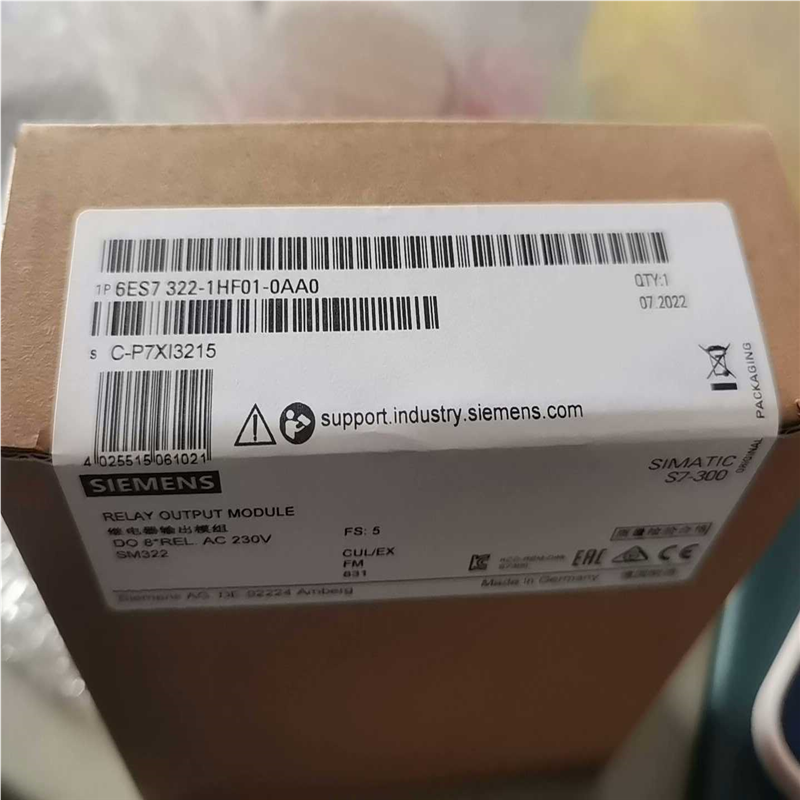 1P 6ES7 322-1HF01-0AA0
QTY:1
07.2022
S C-P7XI3215
support.industry.siemens.com
4 025515 061021
ORIGINAL PACKAGING
SIEMENS
SIMATIC
S7-300
RELAY OUTPUT MODULE
继电器输出模组
DO 8*REL. AC 230V
SM322
FS: 5
CUL/EX
FM
831
EAC
CE
Made in Germany
Siemens AG, DE-92224 Amberg